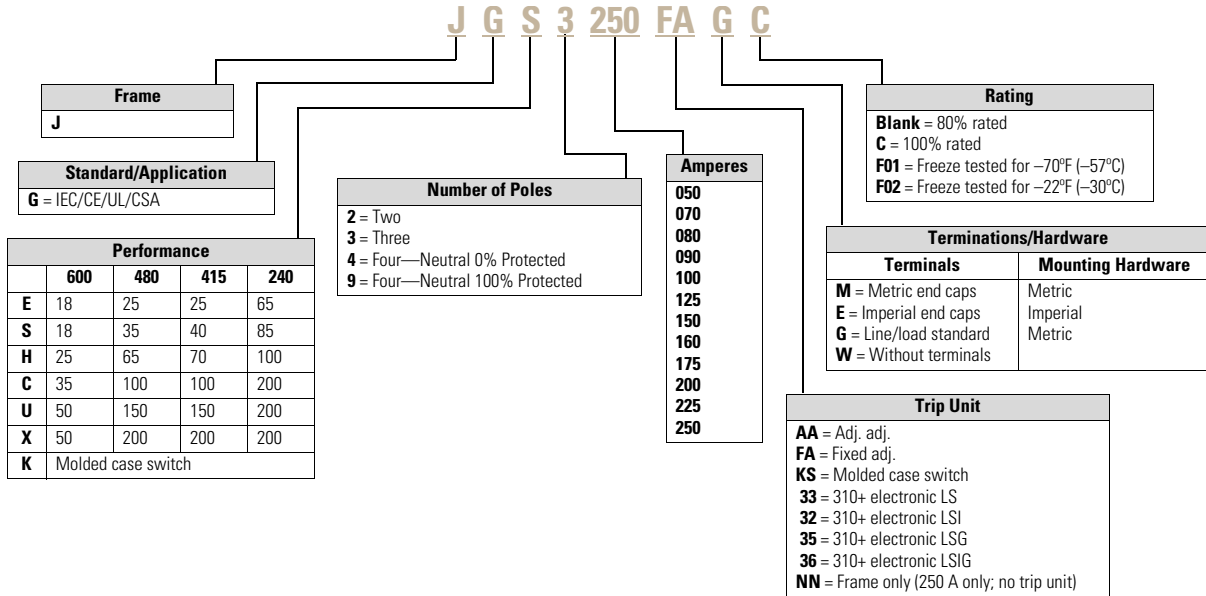 J G S 3 250 FA G C
Frame
J
Standard/Application
G = IEC/CE/UL/CSA
Performance
600 480 415 240
E 18 25 25 65
S 18 35 40 85
H 25 65 70 100
C 35 100 100 200
U 50 150 150 200
X 50 200 200 200
K Molded case switch
Number of Poles
2 = Two
3 = Three
4 = Four—Neutral 0% Protected
9 = Four—Neutral 100% Protected
Amperes
050
070
080
090
100
125
150
160
175
200
225
250
Rating
Blank = 80% rated
C = 100% rated
F01 = Freeze tested for –70ºF (–57ºC)
F02 = Freeze tested for –22ºF (–30ºC)
Terminations/Hardware
Terminals Mounting Hardware
M = Metric end caps Metric
E = Imperial end caps Imperial
G = Line/load standard Metric
W = Without terminals
Trip Unit
AA = Adj. adj.
FA = Fixed adj.
KS = Molded case switch
33 = 310+ electronic LS
32 = 310+ electronic LSI
35 = 310+ electronic LSG
36 = 310+ electronic LSIG
NN = Frame only (250 A only; no trip unit)